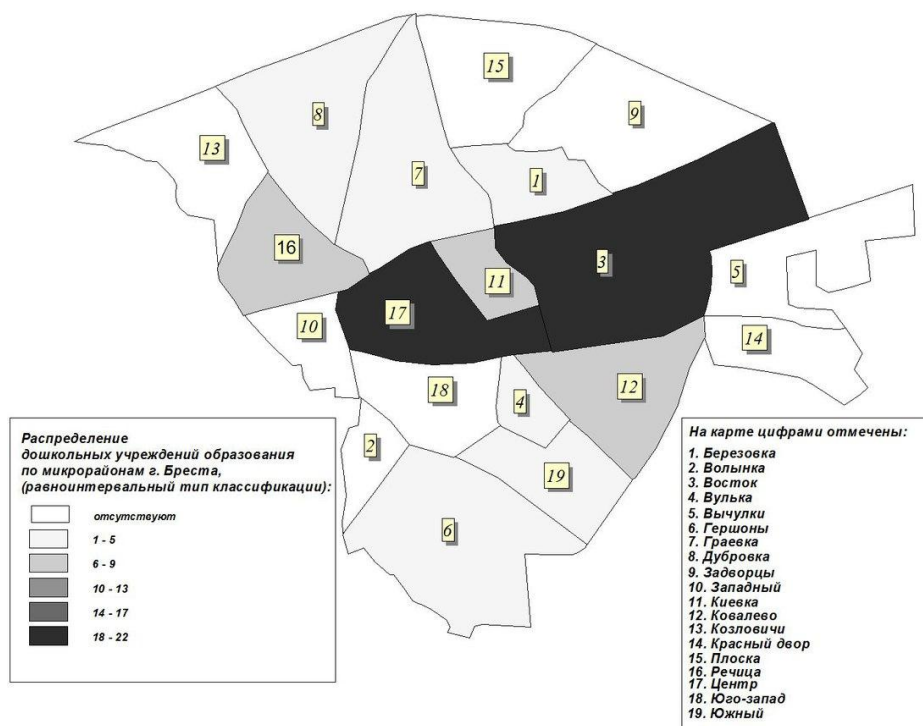 15
8
9
13
7
1
16
3
11
5
17
10
14
18
12
4
2
19
6
Распределение
дошкольных учреждений образования
по микрорайонам г. Бреста,
(равноинтервальный тип классификации):
отсутствуют
1 - 5
6 - 9
10 - 13
14 - 17
18 - 22
На карте цифрами отмечены:
1. Березовка
2. Волынка
3. Восток
4. Вулька
5. Вычулки
6. Гершоны
7. Граевка
8. Дубровка
9. Задворцы
10. Западный
11. Киевка
12. Ковалево
13. Козловичи
14. Красный двор
15. Плоска
16. Речица
17. Центр
18. Юго-запад
19. Южный